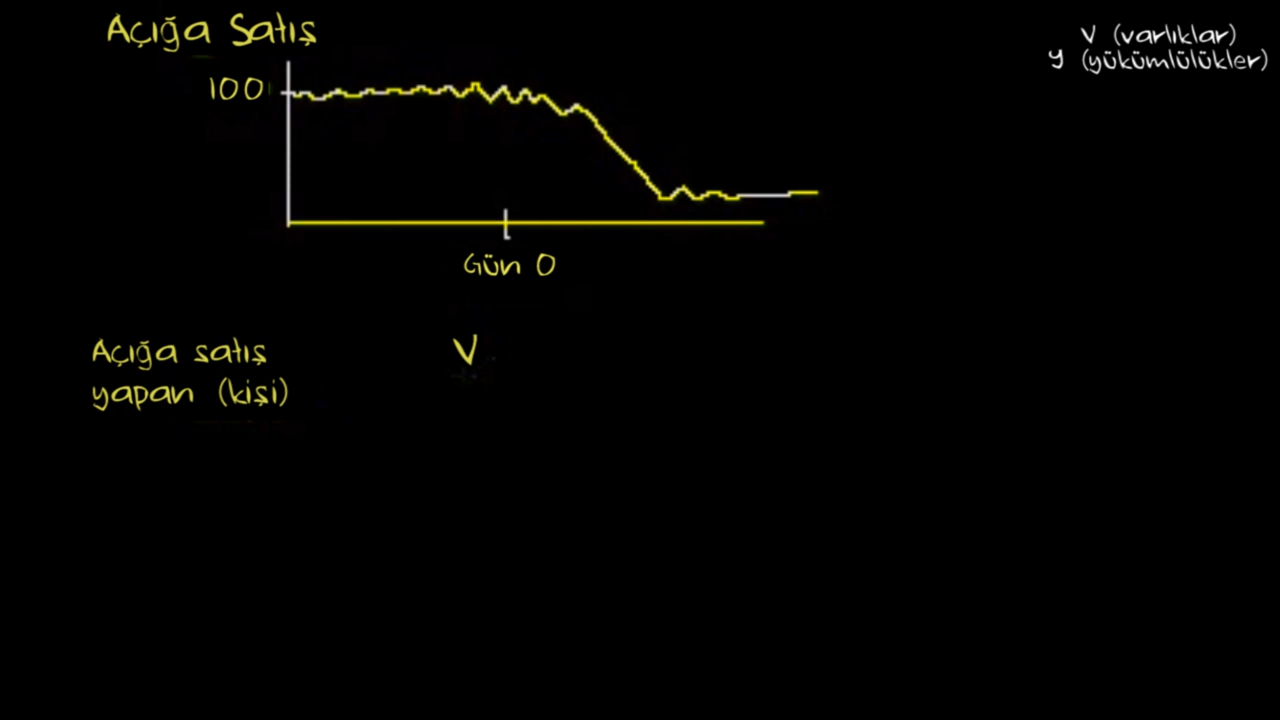 Açığa Satış
V (varlıklar)
y (yükümlülükler)
100
Gün 0
Açığa satış
yapan (kişi)
V